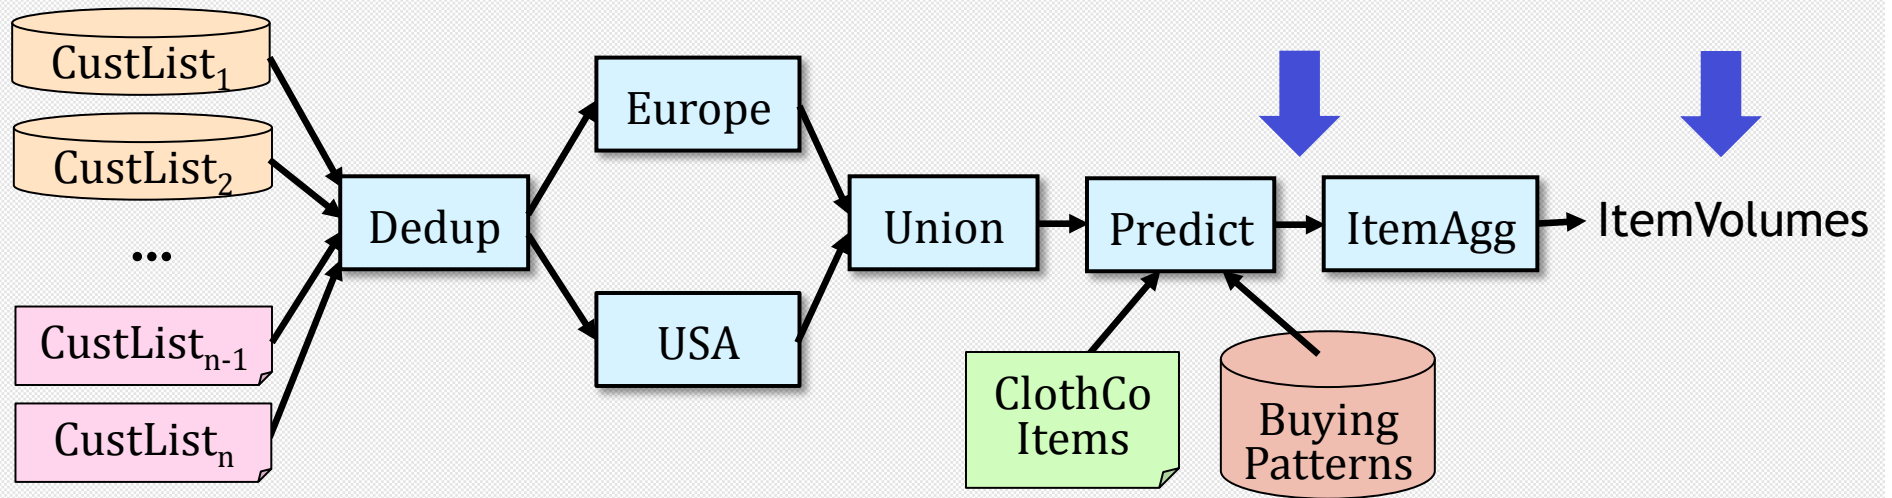 CustList1
CustList2
...
CustListn-1
CustListn
Dedup
Europe
USA
Union
Predict
ItemAgg
ItemVolumes
ClothCo
Items
Buying
Patterns